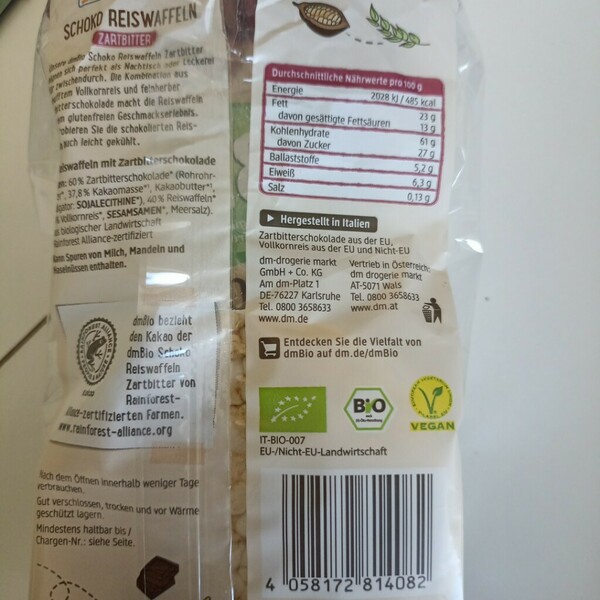 SCHOKO REISWAFFELN
ZARTBITTER
Schoko Reiswaffeln Zartbitter
sich perfekt als Nachtisch oder Leckerei
zwischendurch. Die Kombination aus
Vollkornreis und feinherber
macht die Reiswaffeln
glutenfreien Geschmackserlebnis.
Sie die schokolierten Reis-
leicht gekühlt.
mit Zartbitterschokolade
60% Zartbitterschokolade* (Rohrohr-
37,8% Kakaomasse*¹, Kakaobutter*¹,
SOJALECITHINE*), 40% Reiswaffeln*
Vollkornreis*, SESAMSAMEN*, Meersalz).
biologischer Landwirtschaft
Rainforest Alliance-zertifiziert
Kann Spuren von Milch, Mandeln und
Haselnüssen enthalten.
dmBio bezieht
den Kakao der
dmBio Schoko
Reiswaffeln
Zartbitter von
Rainforest-
Alliance-zertifizierten Farmen.
www.rainforest-alliance.org
Nach dem Öffnen innerhalb weniger Tage
verbrauchen.
Gut verschlossen, trocken und vor Wärme
geschützt lagern.
Mindestens haltbar bis /
Chargen-Nr.: siehe Seite.
Durchschnittliche Nährwerte pro 100 g
Energie 2028 kJ / 485 kcal
Fett 23 g
davon gesättigte Fettsäuren 13 g
Kohlenhydrate 61 g
davon Zucker 27 g
Ballaststoffe 5,2 g
Eiweiß 6,3 g
Salz 0,13 g
Hergestellt in Italien
Zartbitterschokolade aus der EU,
Vollkornreis aus der EU und Nicht-EU
dm-drogerie markt
GmbH + Co. KG
Am dm-Platz 1
DE-76227 Karlsruhe
Tel. 0800 3658633
www.dm.de
Vertrieb in Österreich:
dm drogerie markt
AT-5071 Wals
Tel. 0800 3658633
www.dm.at
Entdecken Sie die Vielfalt von
dmBio auf dm.de/dmBio
BiO
VEGAN
IT-BIO-007
EU-/Nicht-EU-Landwirtschaft
4 058172 814082